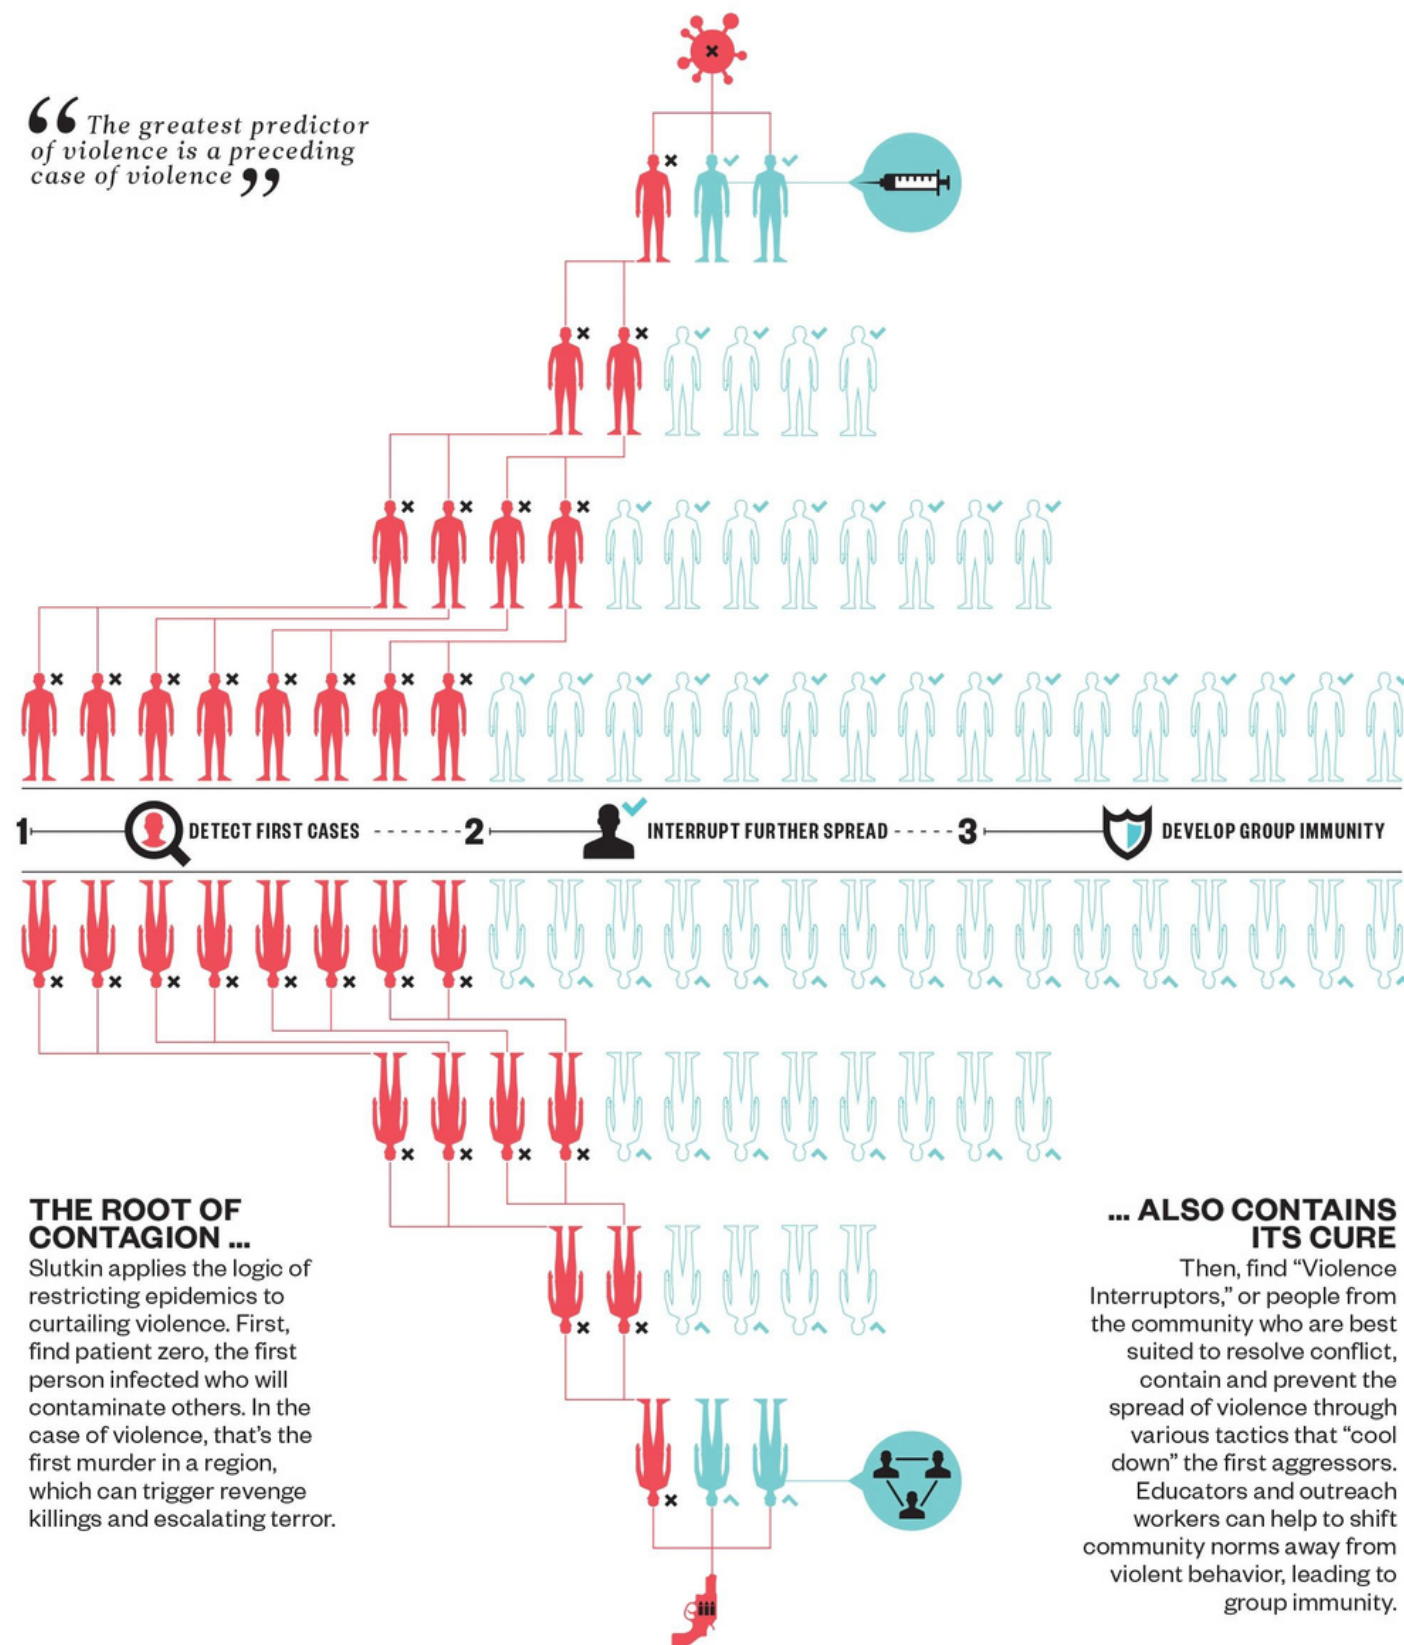 “ The greatest predictor
of violence is a preceding
case of violence ”
1 DETECT FIRST CASES 2 INTERRUPT FURTHER SPREAD 3 DEVELOP GROUP IMMUNITY
THE ROOT OF
CONTAGION ...
Slutkin applies the logic of
restricting epidemics to
curtailing violence. First,
find patient zero, the first
person infected who will
contaminate others. In the
case of violence, that’s the
first murder in a region,
which can trigger revenge
killings and escalating terror.
... ALSO CONTAINS
ITS CURE
Then, find “Violence
Interruptors,” or people from
the community who are best
suited to resolve conflict,
contain and prevent the
spread of violence through
various tactics that “cool
down” the first aggressors.
Educators and outreach
workers can help to shift
community norms away from
violent behavior, leading to
group immunity.